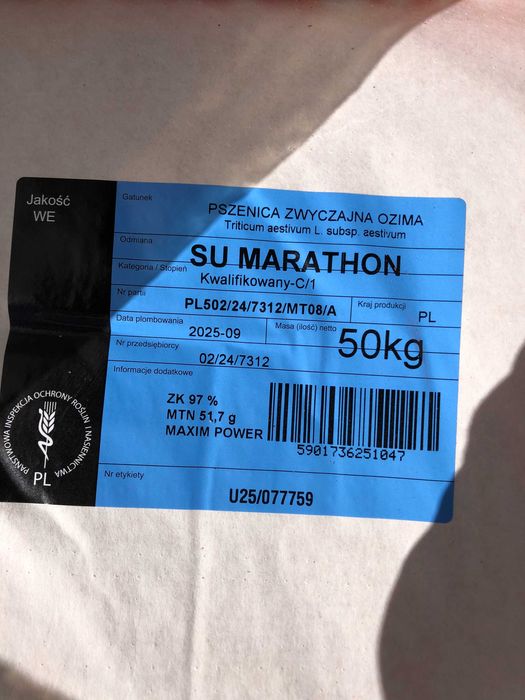 Jakość
WE
Gatunek
PSZENICA ZWYCZAJNA OZIMA
Triticum aestivum L. subsp. aestivum
Odmiana
SU MARATHON
Kategoria / Stopień
Kwalifikowany-C/1
Nr partii
PL502/24/7312/MT08/A
Kraj produkcji
PL
Data plombowania
2025-09
Masa (ilość) netto
50kg
Nr przedsiębiorcy
02/24/7312
Informacje dodatkowe
ZK 97 %
MTN 51,7 g
MAXIM POWER
5901736251047
PAŃSTWOWA INSPEKCJA OCHRONY ROŚLIN I NASIENNICTWA
PL
Nr etykiety
U25/077759